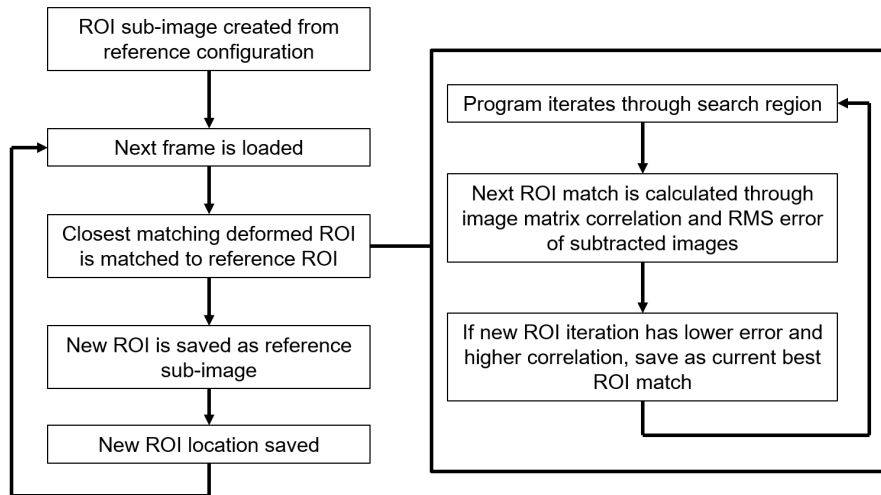 ROI sub-image created from
reference configuration
Next frame is loaded
Closest matching deformed ROI
is matched to reference ROI
New ROI is saved as reference
sub-image
New ROI location saved
Program iterates through search region
Next ROI match is calculated through
image matrix correlation and RMS error
of subtracted images
If new ROI iteration has lower error and
higher correlation, save as current best
ROI match